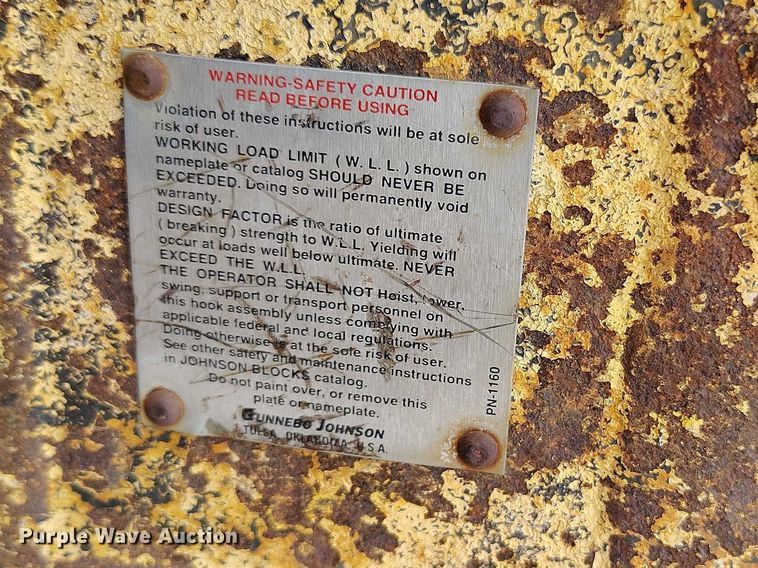 WARNING-SAFETY CAUTION
READ BEFORE USING
Violation of these instructions will be at sole
risk of user.
WORKING LOAD LIMIT ( W. L. L. ) shown on
nameplate or catalog SHOULD NEVER BE
EXCEEDED. Doing so will permanently void
warranty.
DESIGN FACTOR is the ratio of ultimate
( breaking ) strength to W.L.L. Yielding will
occur at loads well below ultimate. NEVER
EXCEED THE W.L.L.
THE OPERATOR SHALL NOT Hoist, lower,
swing, support or transport personnel on
this hook assembly unless complying with
applicable federal and local regulations.
Doing otherwise is at the sole risk of user.
See other safety and maintenance instructions
in JOHNSON BLOCKS catalog.
Do not paint over, or remove this
plate or nameplate.
GUNNEBO JOHNSON
TULSA, OKLAHOMA, U.S.A.
PN-1160
Purple Wave Auction